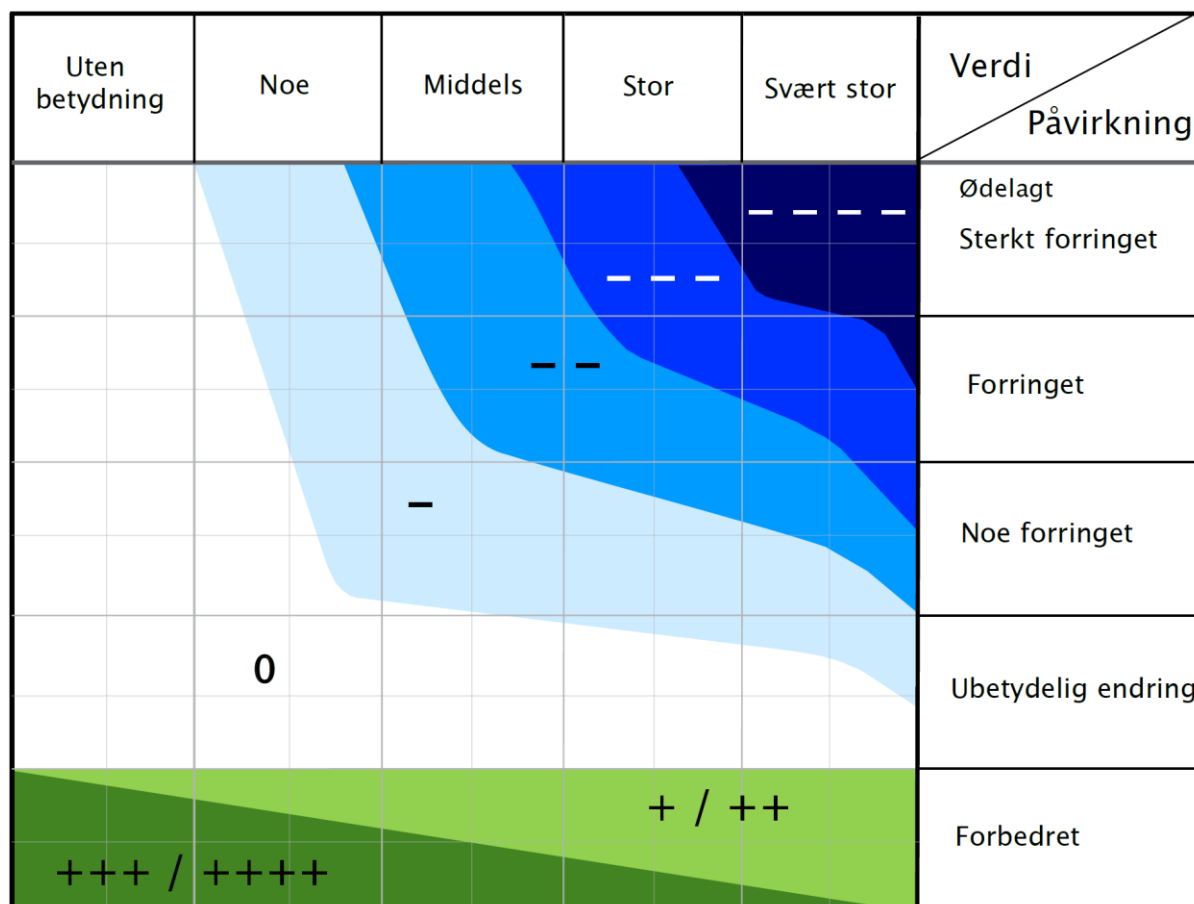 Uten
betydning
Noe
Middels
Stor
Svært stor
Verdi
Påvirkning
Ødelagt
Sterkt forringet
– – – –
– – –
Forringet
– –
Noe forringet
–
Ubetydelig endring
0
Forbedret
+ / ++
+++ / ++++